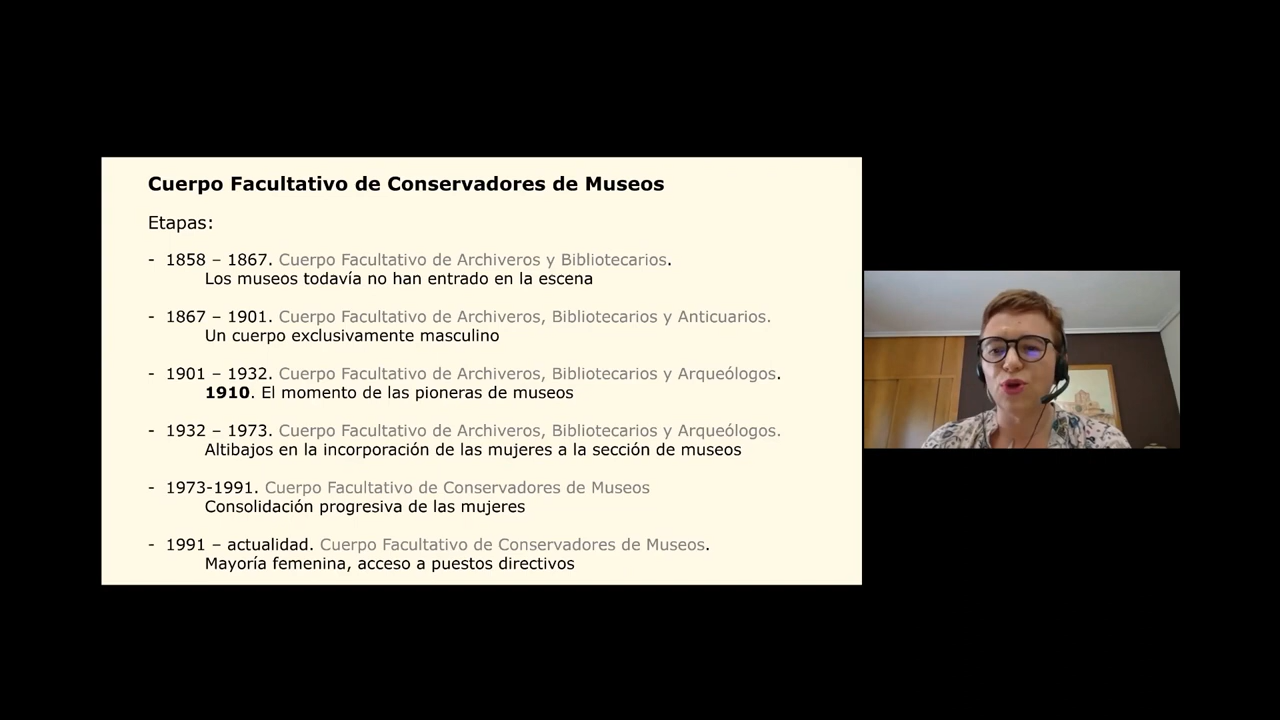 Cuerpo Facultativo de Conservadores de Museos
Etapas:
- 1858 – 1867. Cuerpo Facultativo de Archiveros y Bibliotecarios.
Los museos todavía no han entrado en la escena
- 1867 – 1901. Cuerpo Facultativo de Archiveros, Bibliotecarios y Anticuarios.
Un cuerpo exclusivamente masculino
- 1901 – 1932. Cuerpo Facultativo de Archiveros, Bibliotecarios y Arqueólogos.
1910. El momento de las pioneras de museos
- 1932 – 1973. Cuerpo Facultativo de Archiveros, Bibliotecarios y Arqueólogos.
Altibajos en la incorporación de las mujeres a la sección de museos
- 1973-1991. Cuerpo Facultativo de Conservadores de Museos
Consolidación progresiva de las mujeres
- 1991 – actualidad. Cuerpo Facultativo de Conservadores de Museos.
Mayoría femenina, acceso a puestos directivos